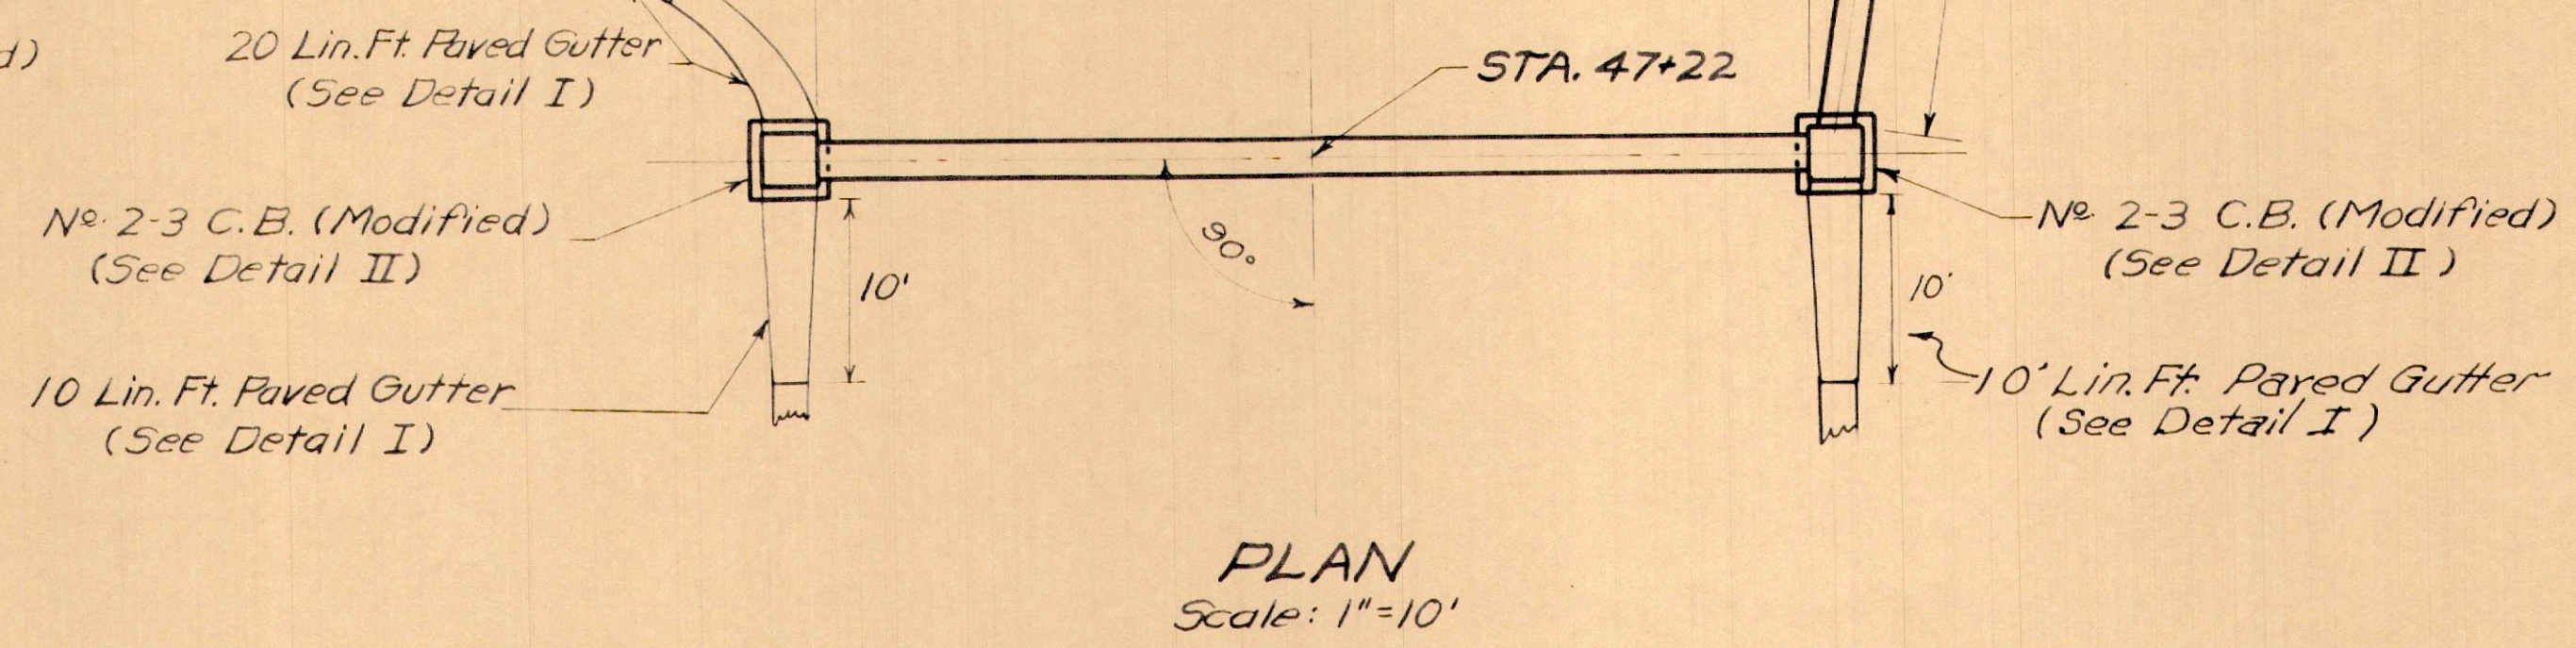 d)
20 Lin. Ft. Paved Gutter
(See Detail I)
STA. 47+22
Nº 2-3 C.B. (Modified)
(See Detail II)
90°
Nº 2-3 C.B. (Modified)
(See Detail II)
10'
10'
10 Lin. Ft. Paved Gutter
(See Detail I)
10' Lin. Ft. Paved Gutter
(See Detail I)
PLAN
Scale: 1"=10'